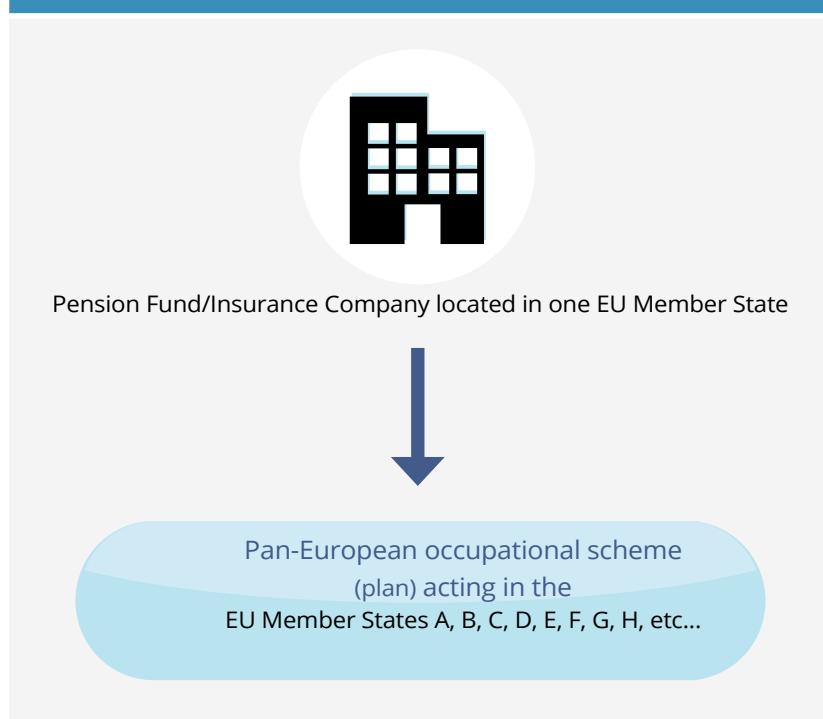 Pension Fund/Insurance Company located in one EU Member State
Pan-European occupational scheme
(plan) acting in the
EU Member States A, B, C, D, E, F, G, H, etc...